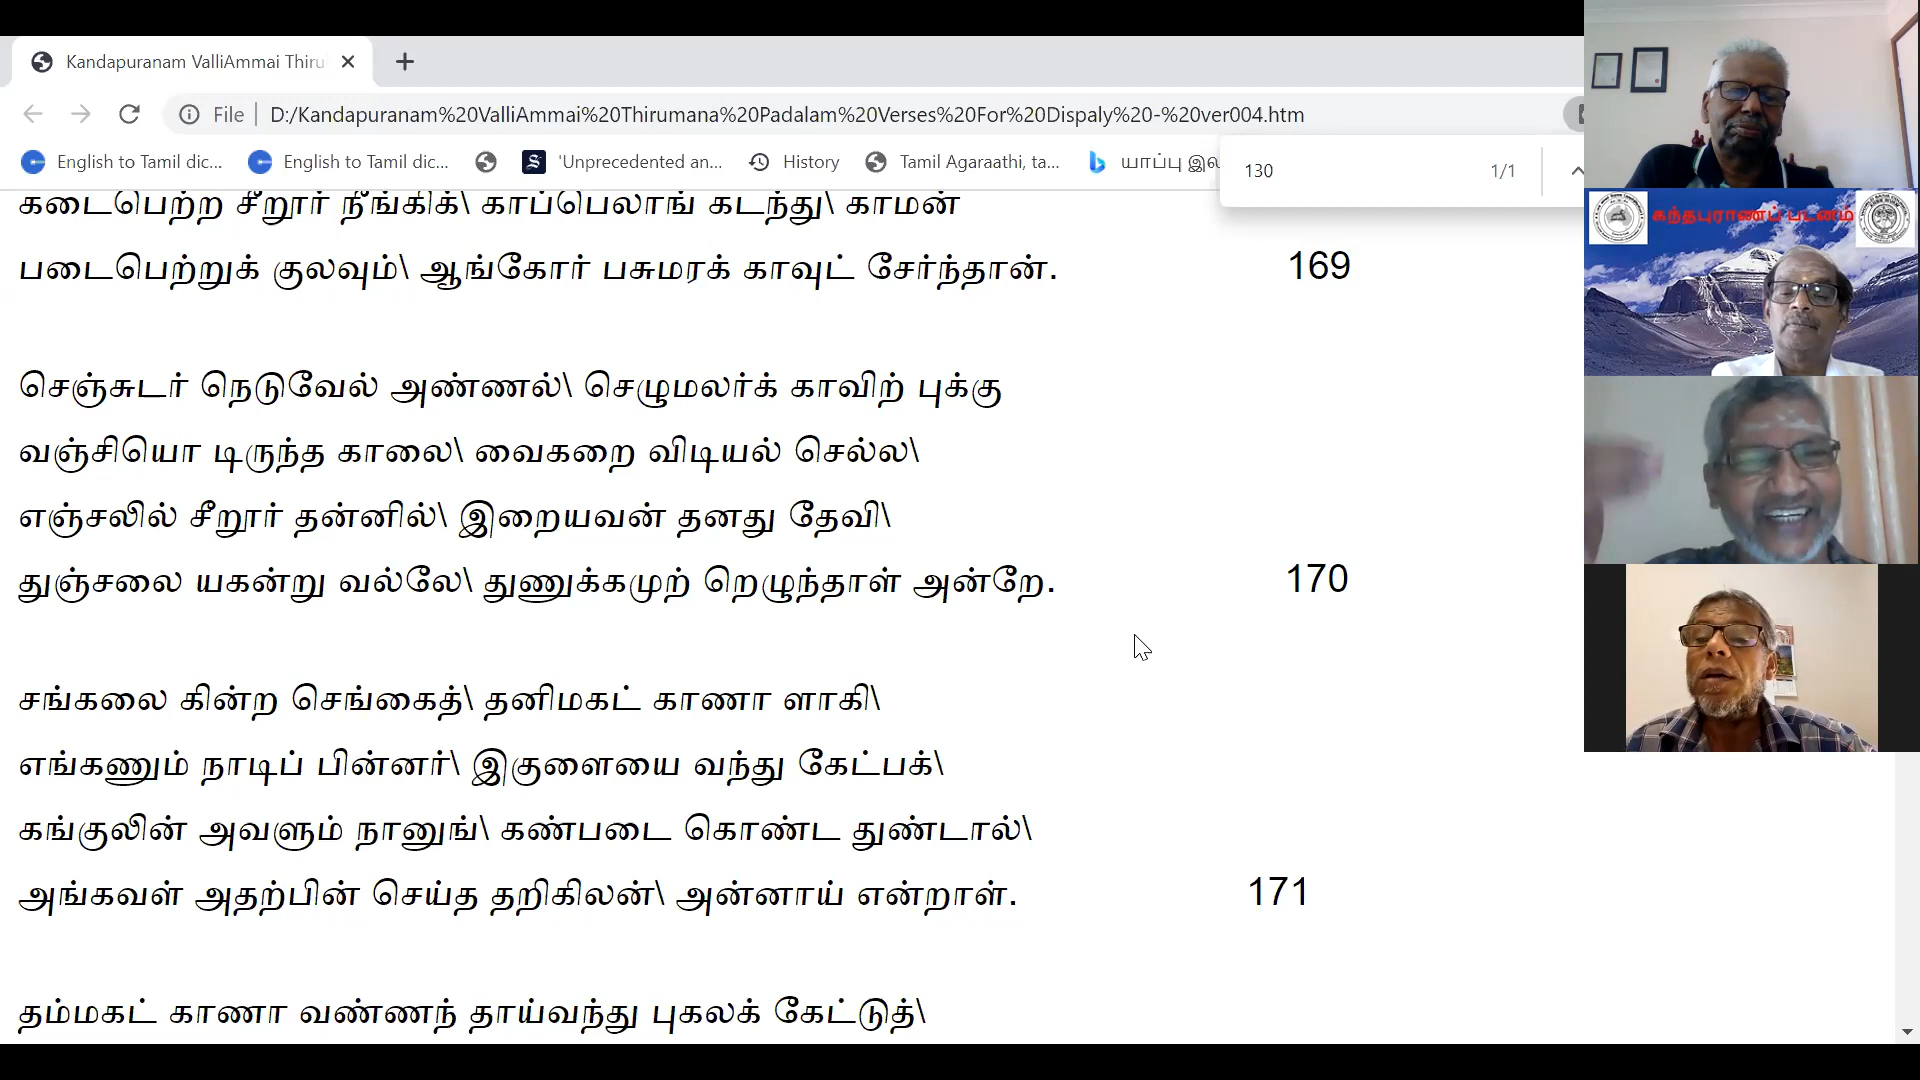 Kandapuranam ValliAmmai Thiru
File
D:/Kandapuranam%20ValliAmmai%20Thirumana%20Padalam%20Verses%20For%20Dispaly%20-%20ver004.htm
English to Tamil dic...
English to Tamil dic...
'Unprecedented an...
History
Tamil Agaraathi, ta...
யாப்பு இல
130 1/1
கடைபெற்ற சீறூர் நீங்கிக்\ காப்பெலாங் கடந்து\ காமன்
படைபெற்றுக் குலவும்\ ஆங்கோர் பசுமரக் காவுட் சேர்ந்தான். 169
செஞ்சுடர் நெடுவேல் அண்ணல்\ செழுமலர்க் காவிற் புக்கு
வஞ்சியொ டிருந்த காலை\ வைகறை விடியல் செல்ல\
எஞ்சலில் சீறூர் தன்னில்\ இறையவன் தனது தேவி\
துஞ்சலை யகன்று வல்லே\ துணுக்கமுற் றெழுந்தாள் அன்றே. 170
சங்கலை கின்ற செங்கைத்\ தனிமகட் காணா ளாகி\
எங்கணும் நாடிப் பின்னர்\ இகுளையை வந்து கேட்பக்\
கங்குலின் அவளும் நானுங்\ கண்படை கொண்ட துண்டால்\
அங்கவள் அதற்பின் செய்த தறிகிலன்\ அன்னாய் என்றாள். 171
தம்மகட் காணா வண்ணந் தாய்வந்து புகலக் கேட்டுத்\
கந்தபுராணப் படனம்